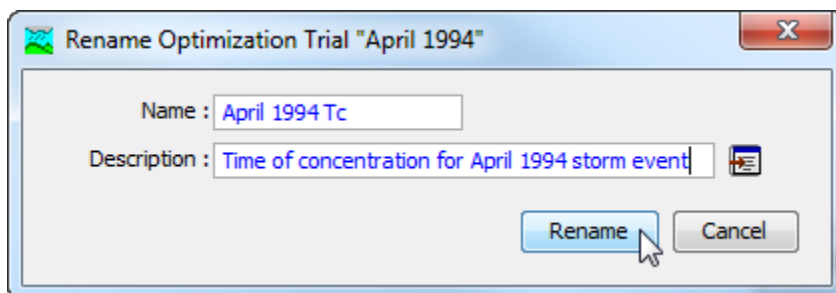 Rename Optimization Trial "April 1994"
Name : April 1994 Tc
Description : Time of concentration for April 1994 storm event
Rename Cancel